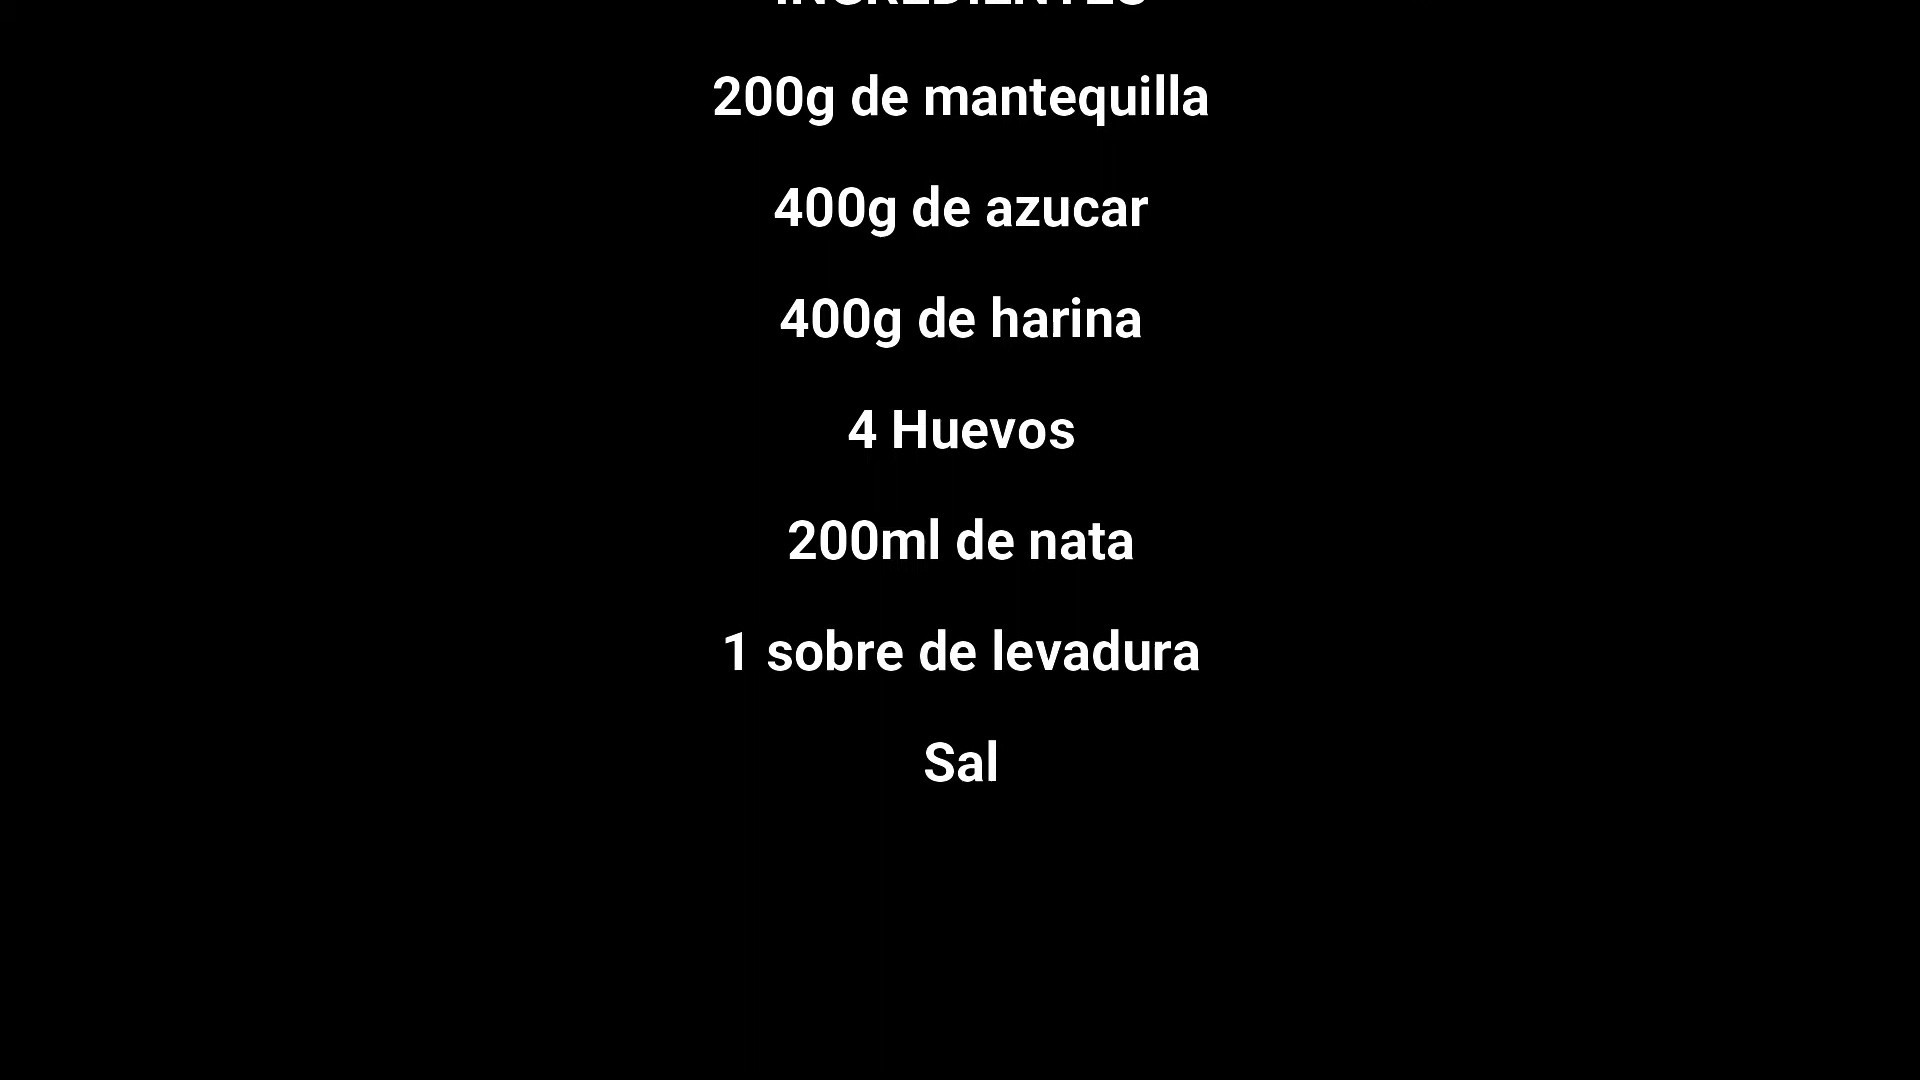 INGREDIENTES
200g de mantequilla
400g de azucar
400g de harina
4 Huevos
200ml de nata
1 sobre de levadura
Sal